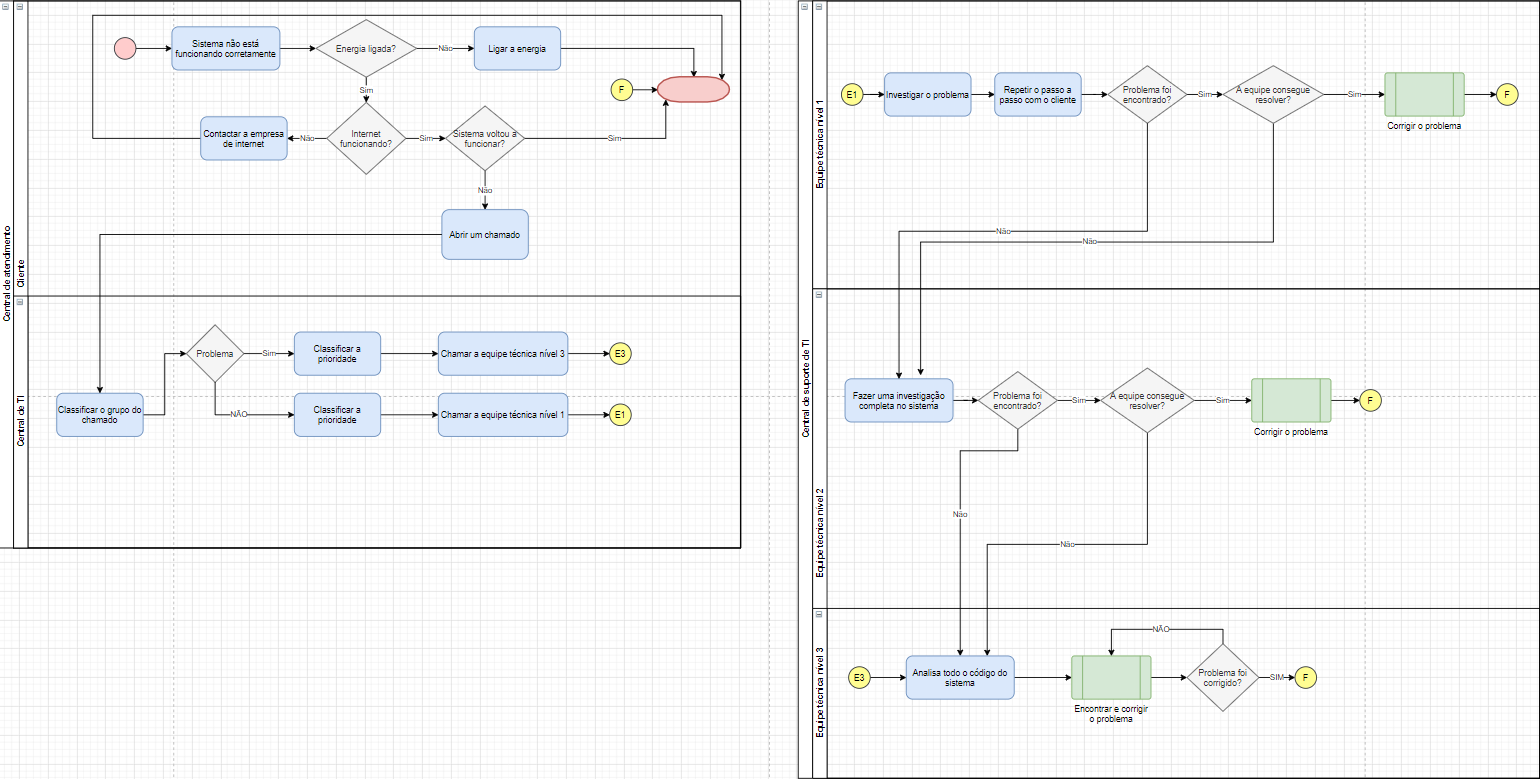 Central de atendimento
Cliente
Sistema não está
funcionando corretamente
Energia ligada?
Não
Ligar a energia
Sim
F
Contactar a empresa
de internet
Não
Internet
funcionando?
Sim
Sistema voltou a
funcionar?
Sim
Não
Abrir um chamado
Central de TI
Problema
Sim
Classificar a
prioridade
Chamar a equipe técnica nível 3
E3
Classificar o grupo do
chamado
NÃO
Classificar a
prioridade
Chamar a equipe técnica nível 1
E1
Central de suporte de TI
Equipe técnica nível 1
E1
Investigar o problema
Repetir o passo a
passo com o cliente
Problema foi
encontrado?
Sim
A equipe consegue
resolver?
Sim
Corrigir o problema
F
Não
Não
Equipe técnica nível 2
Fazer uma investigação
completa no sistema
Problema foi
encontrado?
Sim
A equipe consegue
resolver?
Sim
Corrigir o problema
F
Não
Não
Equipe técnica nível 3
E3
Analisa todo o código do
sistema
Encontrar e corrigir
o problema
NÃO
Problema foi
corrigido?
SIM
F